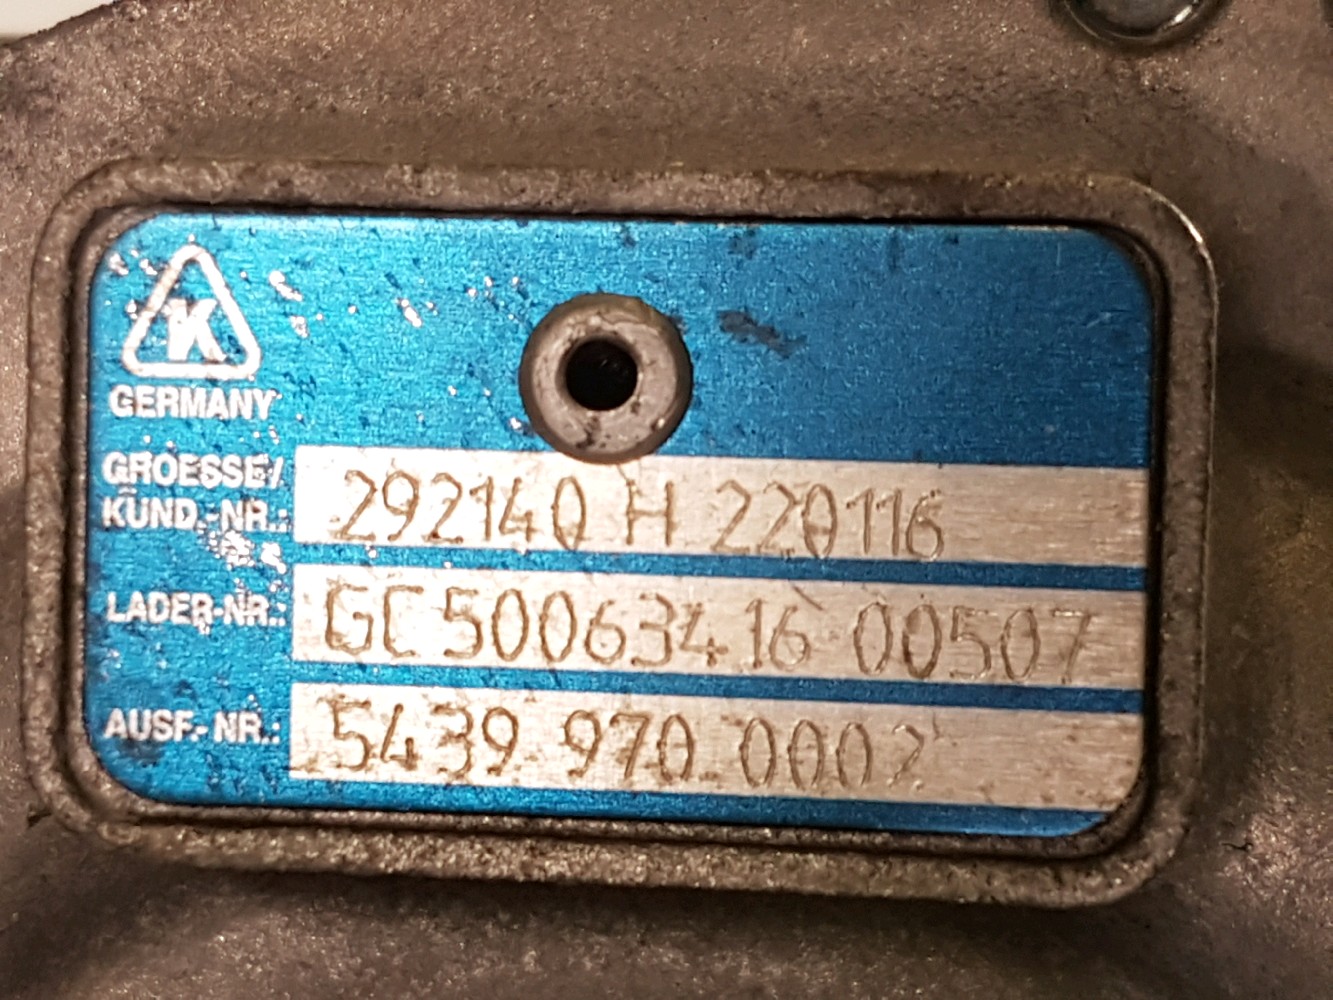 K
GERMANY
GROESSE/
KUND.-NR.: 292140 H 220116
LADER-NR.: GC 50063416 00507
AUSF.-NR.: 5439 970 0002